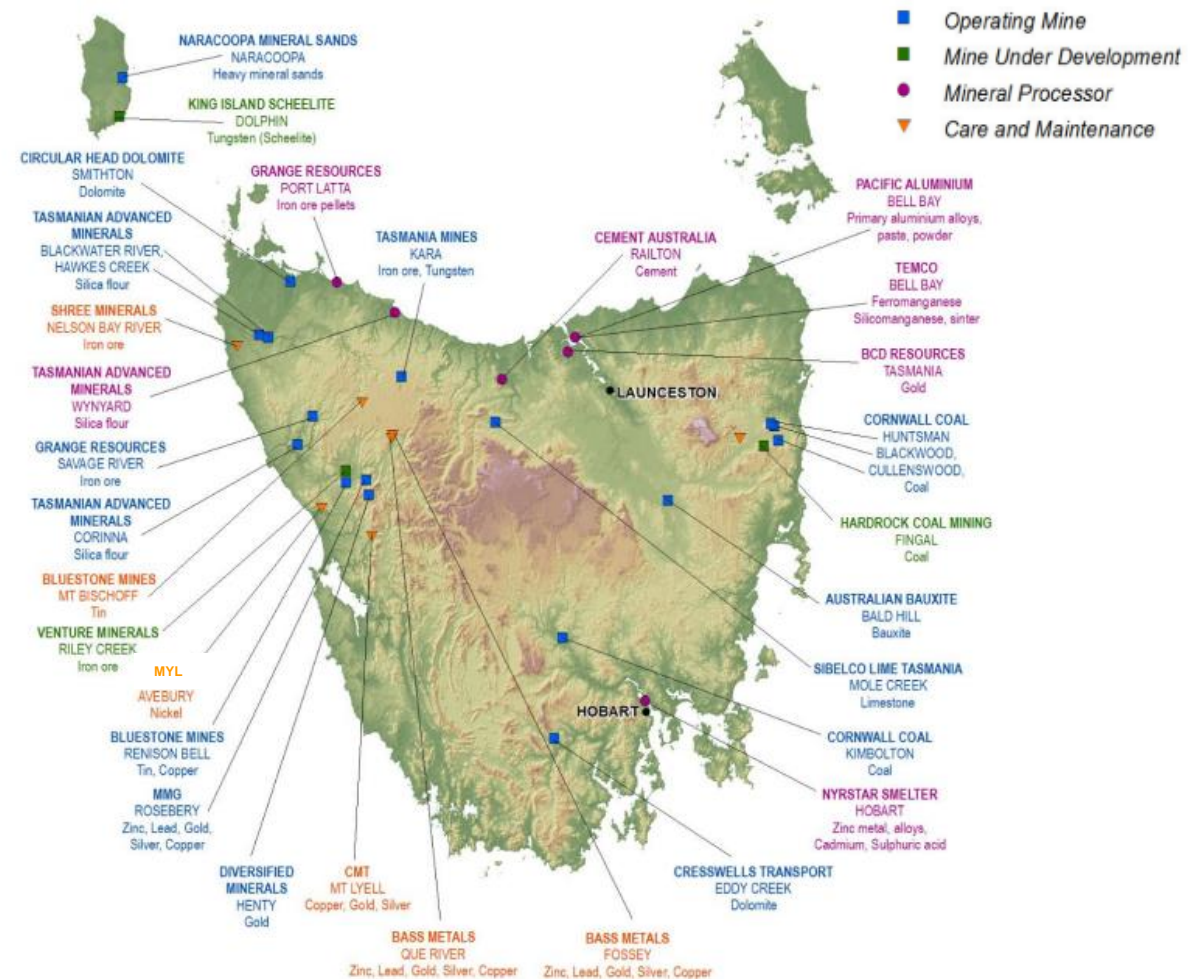 Operating Mine
Mine Under Development
Mineral Processor
Care and Maintenance
NARACOOPA MINERAL SANDS
NARACOOPA
Heavy mineral sands
KING ISLAND SCHEELITE
DOLPHIN
Tungsten (Scheelite)
CIRCULAR HEAD DOLOMITE
SMITHTON
Dolomite
GRANGE RESOURCES
PORT LATTA
Iron ore pellets
TASMANIAN ADVANCED
MINERALS
BLACKWATER RIVER,
HAWKES CREEK
Silica flour
TASMANIA MINES
KARA
Iron ore, Tungsten
CEMENT AUSTRALIA
RAILTON
Cement
PACIFIC ALUMINIUM
BELL BAY
Primary aluminium alloys,
paste, powder
TEMCO
BELL BAY
Ferromanganese
Silicomanganese, sinter
BCD RESOURCES
TASMANIA
Gold
SHREE MINERALS
NELSON BAY RIVER
Iron ore
TASMANIAN ADVANCED
MINERALS
WYNYARD
Silica flour
LAUNCESTON
CORNWALL COAL
HUNTSMAN
BLACKWOOD,
CULLENSWOOD,
Coal
GRANGE RESOURCES
SAVAGE RIVER
Iron ore
TASMANIAN ADVANCED
MINERALS
CORINNA
Silica flour
HARDROCK COAL MINING
FINGAL
Coal
BLUESTONE MINES
MT BISCHOFF
Tin
VENTURE MINERALS
RILEY CREEK
Iron ore
AUSTRALIAN BAUXITE
BALD HILL
Bauxite
MYL
AVEBURY
Nickel
SIBELCO LIME TASMANIA
MOLE CREEK
Limestone
HOBART
BLUESTONE MINES
RENISON BELL
Tin, Copper
CORNWALL COAL
KIMBOLTON
Coal
MMG
ROSEBERY
Zinc, Lead, Gold,
Silver, Copper
NYRSTAR SMELTER
HOBART
Zinc metal, alloys,
Cadmium, Sulphuric acid
DIVERSIFIED
MINERALS
HENTY
Gold
CMT
MT LYELL
Copper, Gold, Silver
CRESSWELLS TRANSPORT
EDDY CREEK
Dolomite
BASS METALS
QUE RIVER
Zinc, Lead, Gold, Silver, Copper
BASS METALS
FOSSEY
Zinc, Lead, Gold, Silver, Copper